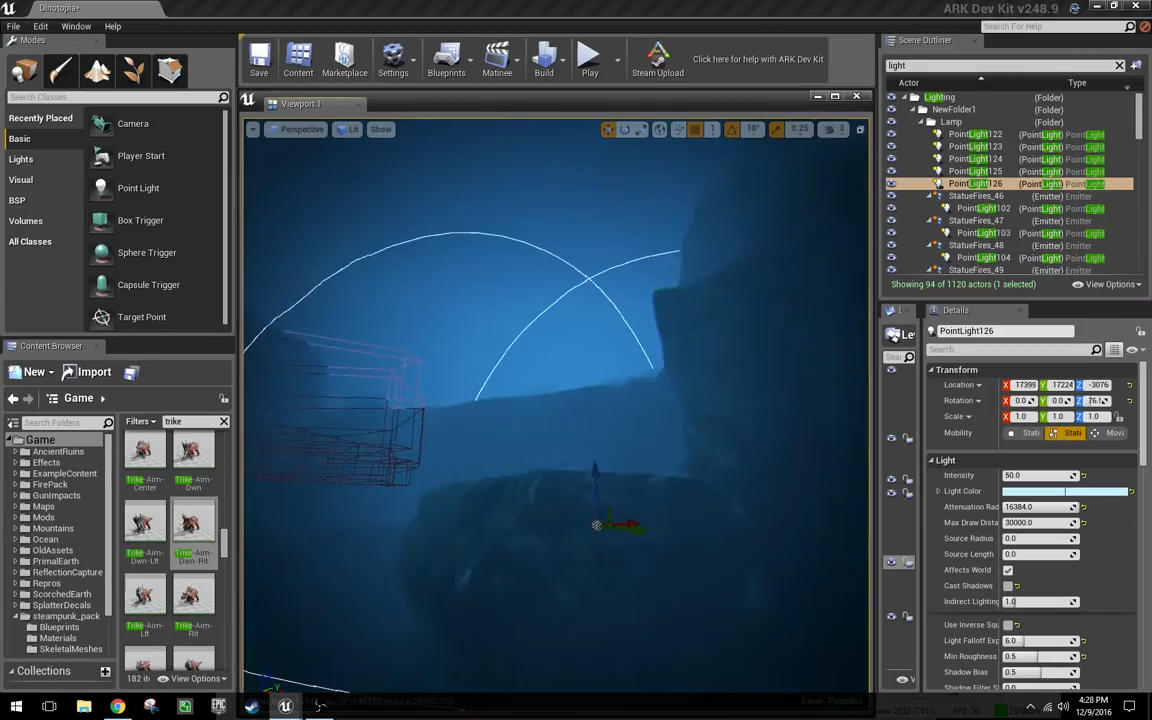 Dinotopia*
ARK Dev Kit v248.9
File Edit Window Help
Search For Help
Modes
Search Classes
Recently Placed
Basic
Lights
Visual
BSP
Volumes
All Classes
Camera
Player Start
Point Light
Box Trigger
Sphere Trigger
Capsule Trigger
Target Point
Save Content Marketplace Settings Blueprints Matinee Build Play Steam Upload
Click here for help with ARK Dev Kit
Viewport 1
Perspective Lit Show 1 10° 0.25 3
Scene Outliner
light
Actor Type
Lighting (Folder)
NewFolder1 (Folder)
Lamp (Folder)
PointLight122 (PointLight) PointLight
PointLight123 (PointLight) PointLight
PointLight124 (PointLight) PointLight
PointLight125 (PointLight) PointLight
PointLight126 (PointLight) PointLight
StatueFires_46 (Emitter) Emitter
PointLight102 (PointLight) PointLight
StatueFires_47 (Emitter) Emitter
PointLight103 (PointLight) PointLight
StatueFires_48 (Emitter) Emitter
PointLight104 (PointLight) PointLight
StatueFires_49 (Emitter) Emitter
Showing 94 of 1120 actors (1 selected)
View Options
Details
PointLight126
Search
Transform
Location X 17399 Y 17224 Z -3076
Rotation X 0.0 Y 0.0 Z
Scale X 1.0 Y 1.0 Z 1.0
Mobility Stati Stati Mova
Light
Intensity 50.0
Light Color
Attenuation Rad 16384.0
Max Draw Dista 30000.0
Source Radius 0.0
Source Length 0.0
Affects World
Cast Shadows
Indirect Lighting 1.0
Use Inverse Squ
Light Falloff Exp 6.0
Min Roughness 0.5
Shadow Bias 0.5
Content Browser
New Import
Game
Search Folders
Filters trike
Game
AncientRuins
Effects
ExampleContent
FirePack
GunImpacts
Maps
Mods
Mountains
Ocean
OldAssets
PrimalEarth
ReflectionCapture
Repros
ScorchedEarth
SplatterDecals
steampunk_pack
Blueprints
Materials
SkeletalMeshes
Collections
Trike-Aim-Center
Trike-Aim-Dwn
Trike-Aim-Dwn-Lft
Trike-Aim-Dwn-Rit
Trike-Aim-Lft
Trike-Aim-Rit
182 ite View Options
4:28 PM
12/9/2016